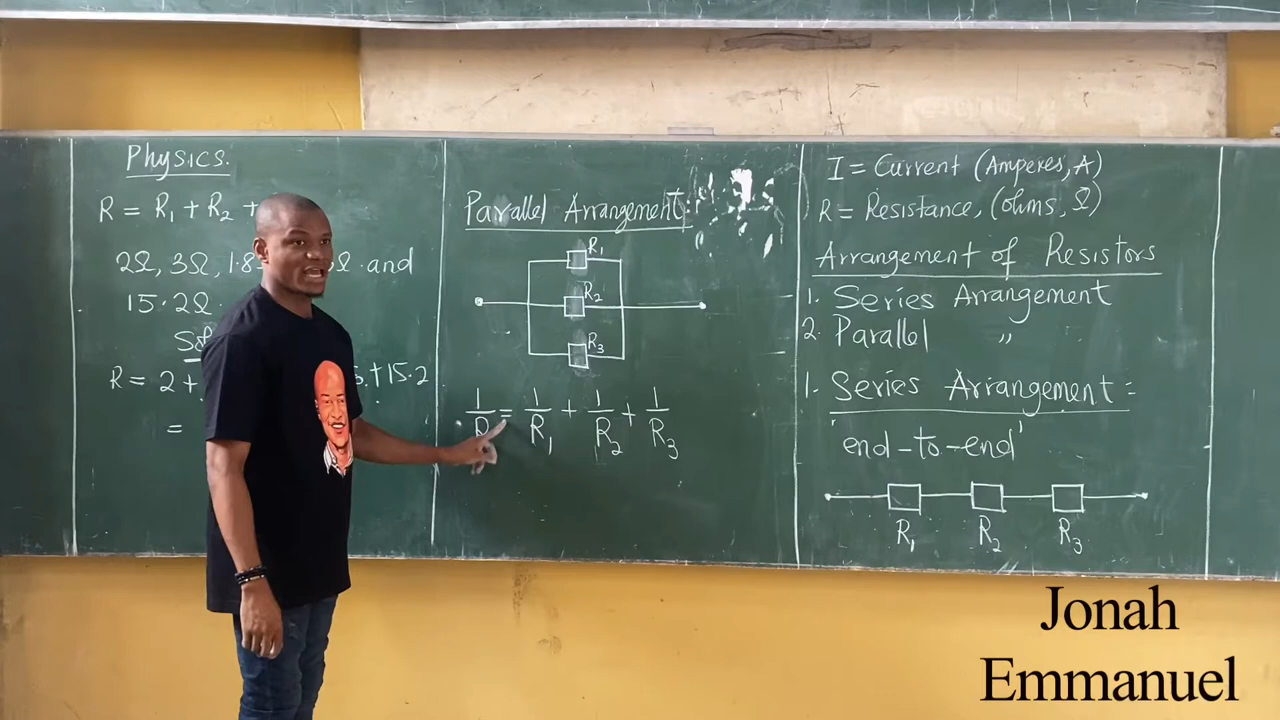 Physics.
R = R₁ + R₂ +
2Ω, 3Ω, 1.8 Ω and
15.2Ω
R = 2 + + 15.2
=
Parallel Arrangement:
R₁
R₂
R₃
1/R = 1/R₁ + 1/R₂ + 1/R₃
I = Current (Amperes, A)
R = Resistance, (ohms, Ω)
Arrangement of Resistors
1. Series Arrangement
2. Parallel "
1. Series Arrangement =
'end-to-end'
R₁ R₂ R₃
Jonah
Emmanuel